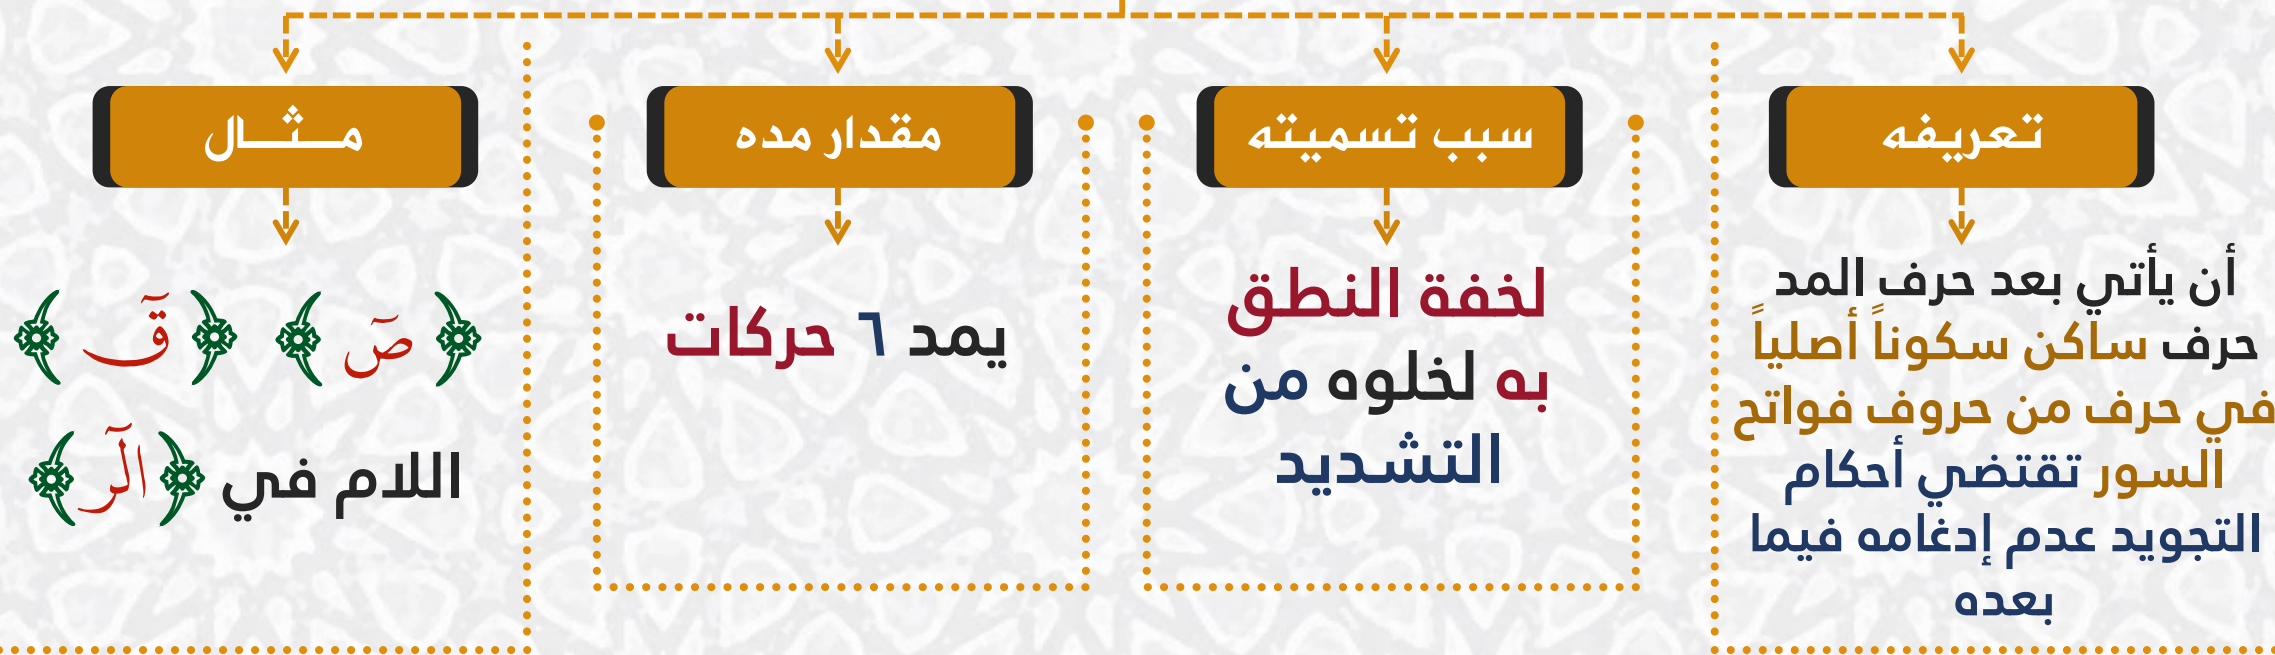 تعريفه
أن يأتي بعد حرف المد
حرف ساكن سكوناً أصلياً
في حرف من حروف فواتح
السور تقتضي أحكام
التجويد عدم إدغامه فيما
بعده
سبب تسميته
لخفة النطق
به لخلوه من
التشديد
مقدار مده
يمد ٦ حركات
مــثــال
﴿صٓ﴾ ﴿قٓ﴾
اللام في ﴿الٓر﴾